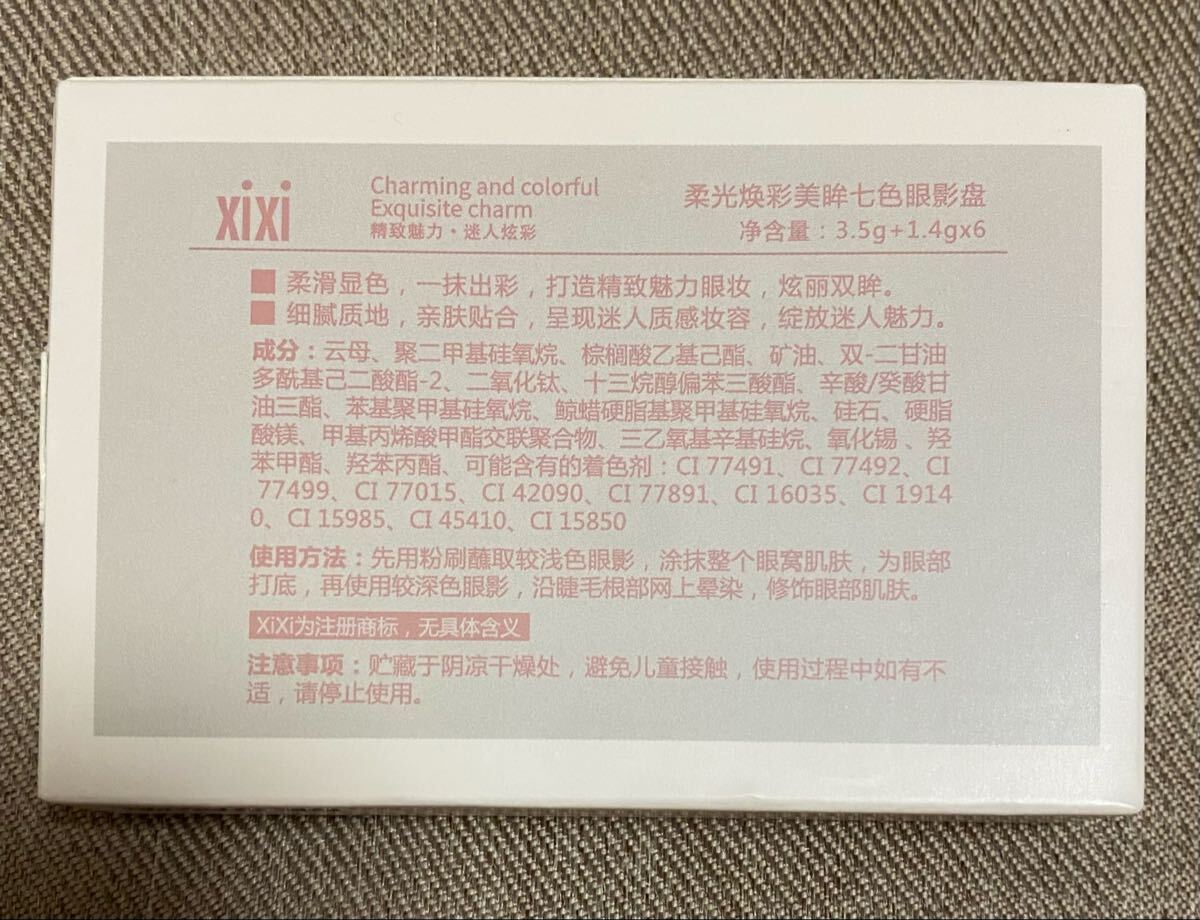 xixi
Charming and colorful
Exquisite charm
精致魅力·迷人炫彩
柔光焕彩美眸七色眼影盘
净含量：3.5g+1.4gx6
柔滑显色，一抹出彩，打造精致魅力眼妆，炫丽双眸。
细腻质地，亲肤贴合，呈现迷人质感妆容，绽放迷人魅力。
成分：云母、聚二甲基硅氧烷、棕榈酸乙基己酯、矿油、双-二甘油
多酰基己二酸酯-2、二氧化钛、十三烷醇偏苯三酸酯、辛酸/癸酸甘
油三酯、苯基聚甲基硅氧烷、鲸蜡硬脂基聚甲基硅氧烷、硅石、硬脂
酸镁、甲基丙烯酸甲酯交联聚合物、三乙氧基辛基硅烷、氧化锡 、羟
苯甲酯、羟苯丙酯、可能含有的着色剂：CI 77491、CI 77492、CI
77499、CI 77015、CI 42090、CI 77891、CI 16035、CI 1914
0、CI 15985、CI 45410、CI 15850
使用方法：先用粉刷蘸取较浅色眼影，涂抹整个眼窝肌肤，为眼部
打底，再使用较深色眼影，沿睫毛根部网上晕染，修饰眼部肌肤。
XiXi为注册商标，无具体含义
注意事项：贮藏于阴凉干燥处，避免儿童接触，使用过程中如有不
适，请停止使用。